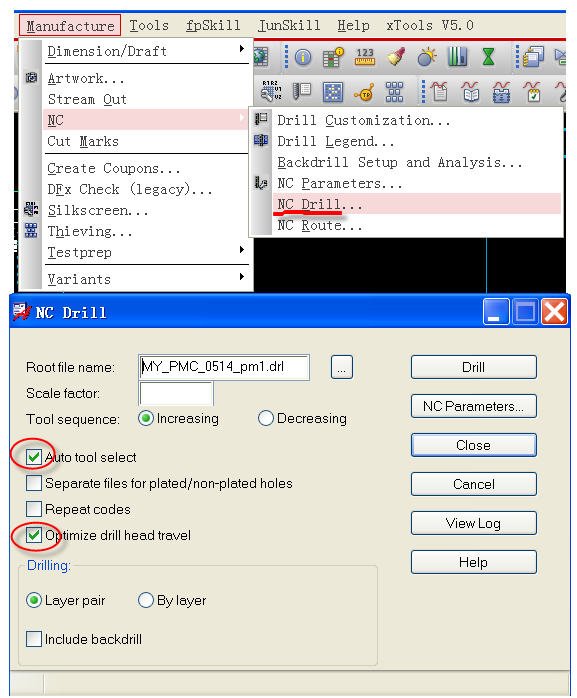 Manufacture Tools fpSkill JunSkill Help xTools V5.0
Dimension/Draft
Artwork...
Stream Out
NC
Cut Marks
Create Coupons...
DFx Check (legacy)...
Silkscreen...
Thieving...
Testprep
Variants
Drill Customization...
Drill Legend...
Backdrill Setup and Analysis...
NC Parameters...
NC Drill...
NC Route...
NC Drill
Root file name: MY_PMC_0514_pm1.drl ... Drill
Scale factor:
NC Parameters...
Tool sequence: Increasing Decreasing
Close
Auto tool select
Separate files for plated/non-plated holes Cancel
Repeat codes
View Log
Optimize drill head travel
Drilling: Help
Layer pair By layer
Include backdrill